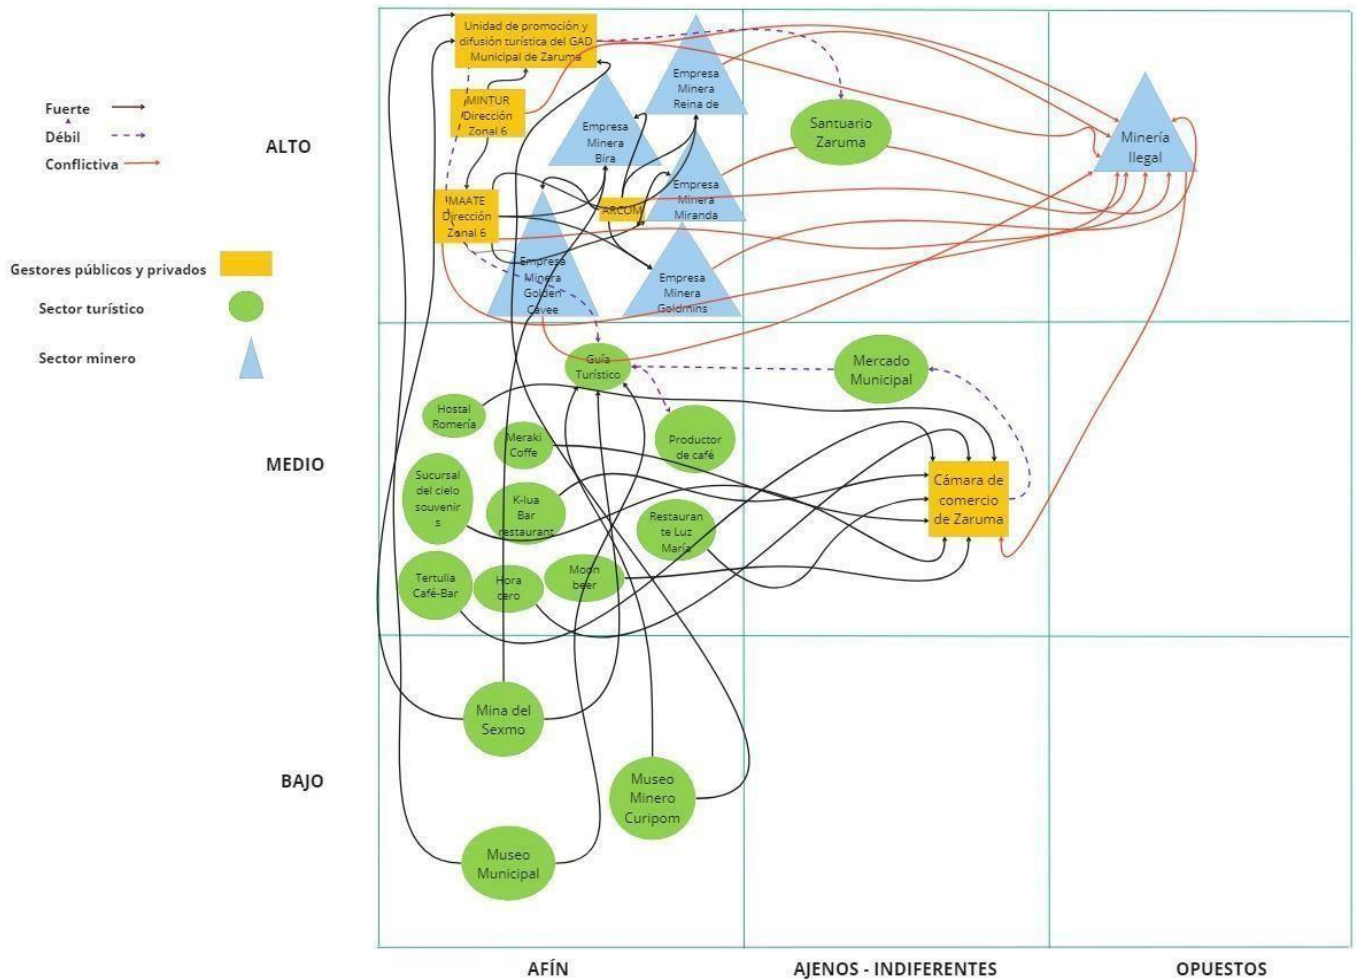 Fuerte
Débil
Conflictiva
Gestores públicos y privados
Sector turístico
Sector minero
ALTO
Unidad de promoción y
difusión turística del GAD
Municipal de Zaruma
MINTUR
Dirección
Zonal 6
MAATE
Dirección
Zonal 6
Empresa
Minera
Bira
Empresa
Minera
Reina de
ARCOM
Empresa
Minera
Miranda
Empresa
Minera
Golden
Cavee
Empresa
Minera
Goldmins
Santuario
Zaruma
Minería
Ilegal
MEDIO
Guía
Turístico
Mercado
Municipal
Hostal
Romería
Meraki
Coffe
Productor
de café
Sucursal
del cielo
souvenir
s
K-lua
Bar
restaurant
Restauran
te Luz
María
Cámara de
comercio
de Zaruma
Tertulia
Café-Bar
Hora
cero
Moon
beer
BAJO
Mina del
Sexmo
Museo
Minero
Curipom
Museo
Municipal
AFÍN
AJENOS - INDIFERENTES
OPUESTOS